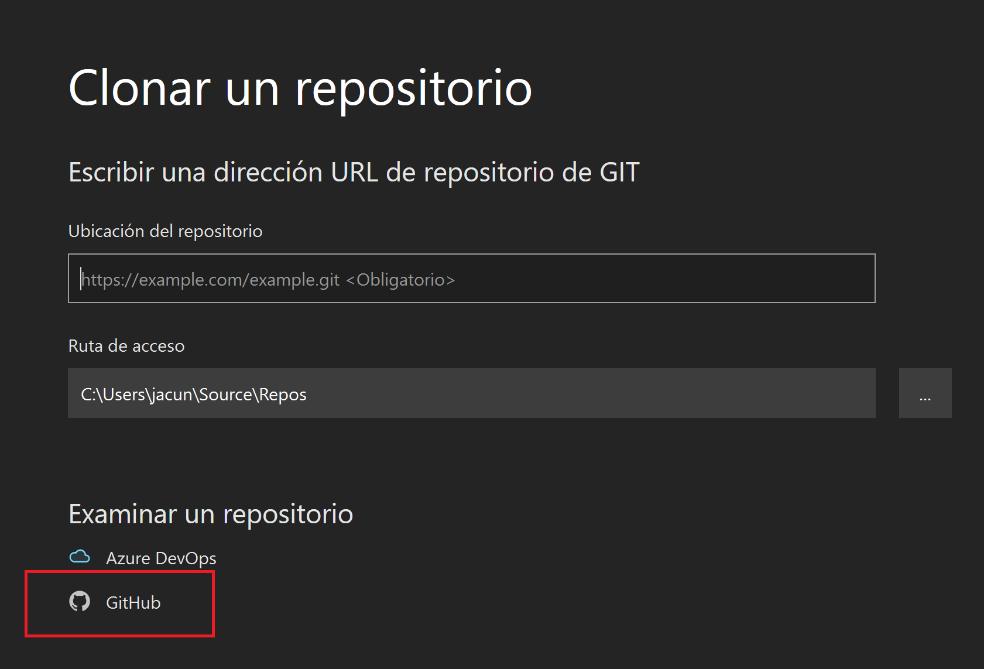 Clonar un repositorio
Escribir una dirección URL de repositorio de GIT
Ubicación del repositorio
https://example.com/example.git <Obligatorio>
Ruta de acceso
C:\Users\jacun\Source\Repos
...
Examinar un repositorio
Azure DevOps
GitHub